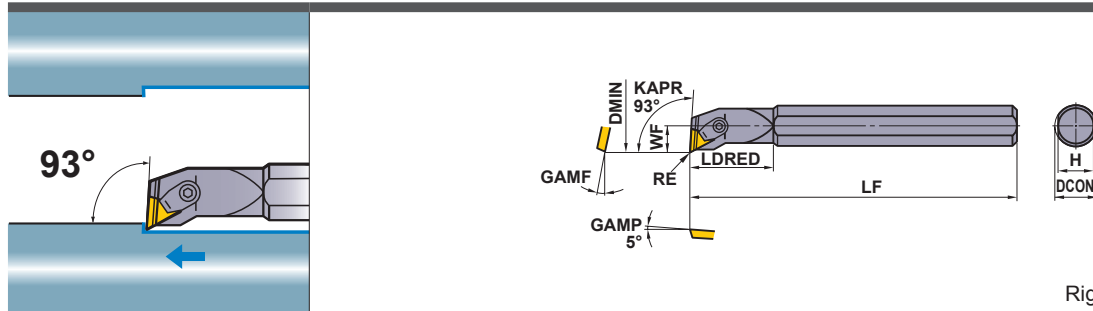 93°
DMIN
KAPR
93°
WF
GAMF
RE
LDRED
LF
GAMP
5°
H
DCON
Rig